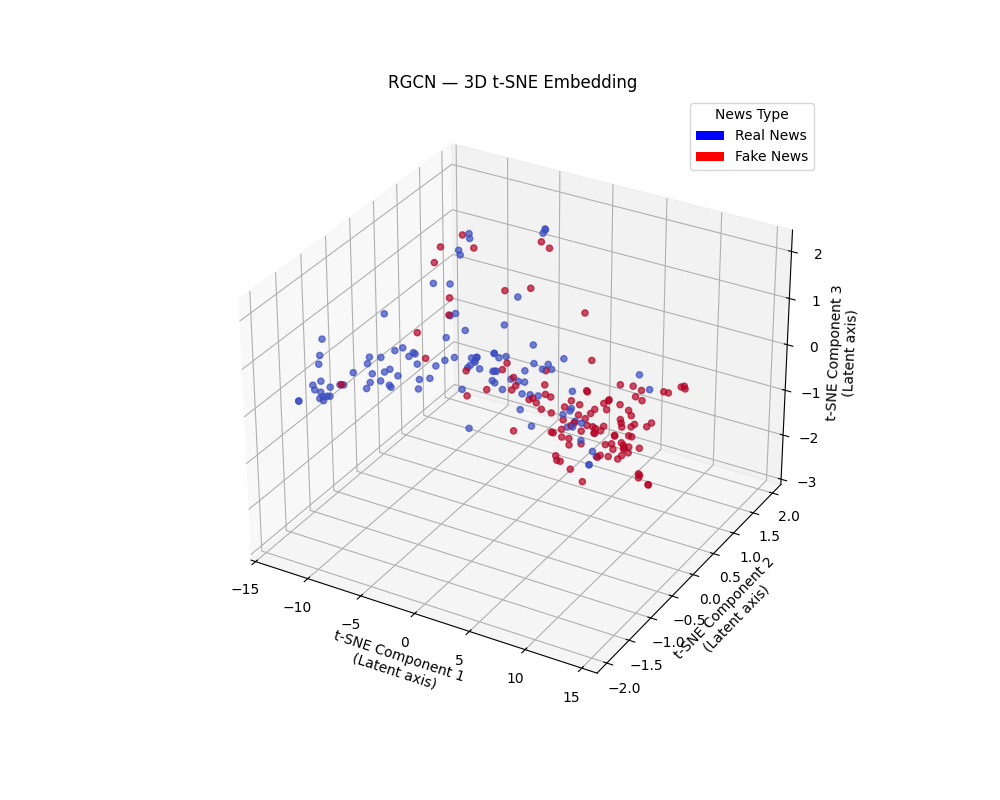 RGCN — 3D t-SNE Embedding
News Type
Real News
Fake News
2
1
0
−1
−2
−3
t-SNE Component 3
(Latent axis)
2.0
1.5
1.0
0.5
0.0
−0.5
−1.0
−1.5
−2.0
t-SNE Component 2
(Latent axis)
−15
−10
−5
0
5
10
15
t-SNE Component 1
(Latent axis)